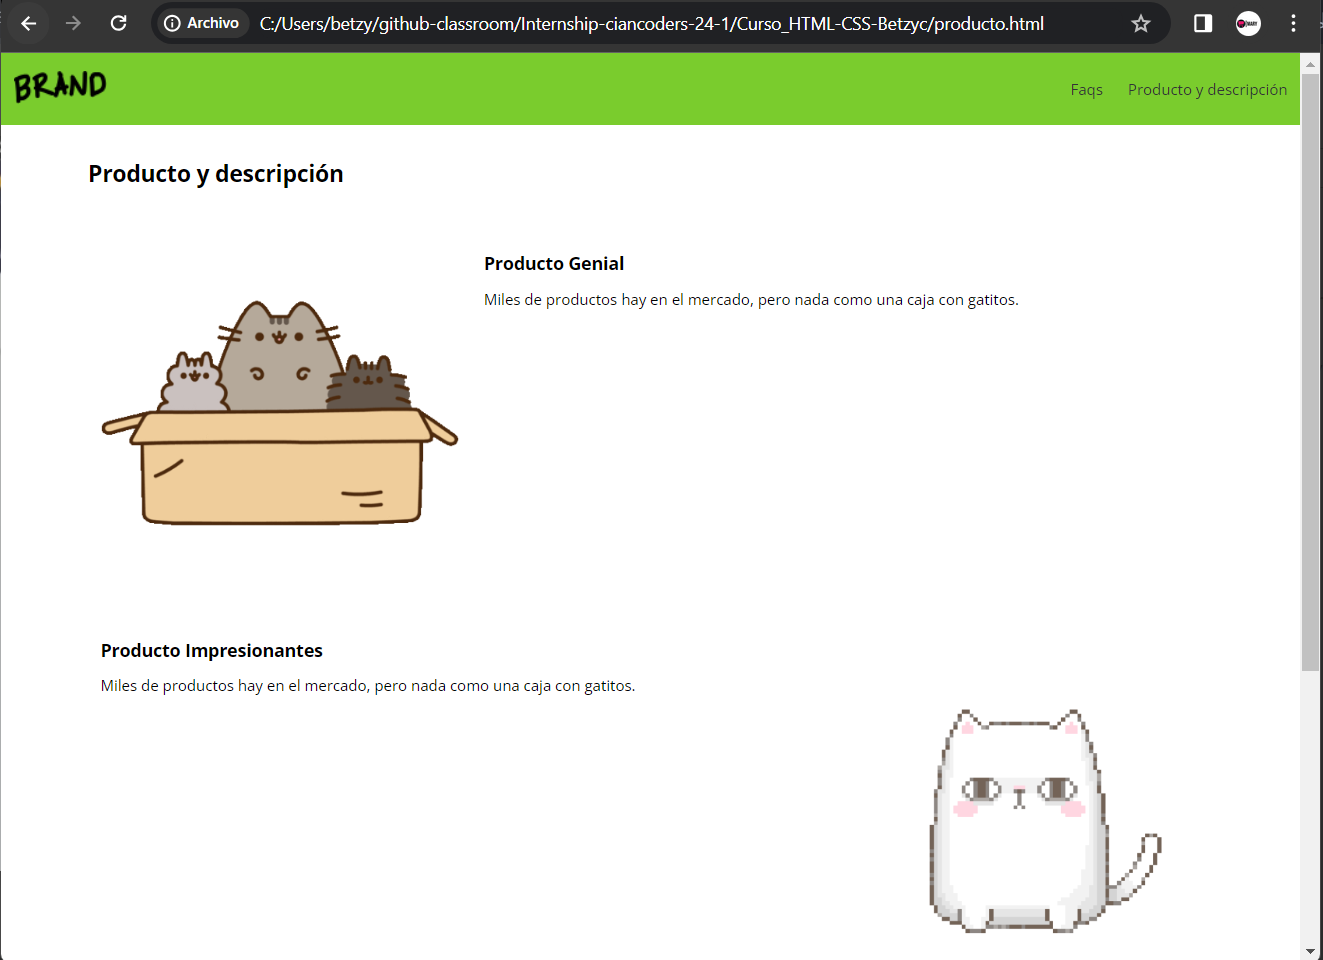 Archivo C:/Users/betzy/github-classroom/Internship-ciancoders-24-1/Curso_HTML-CSS-Betzyc/producto.html
BRAND Faqs Producto y descripción
Producto y descripción
Producto Genial
Miles de productos hay en el mercado, pero nada como una caja con gatitos.
Producto Impresionantes
Miles de productos hay en el mercado, pero nada como una caja con gatitos.